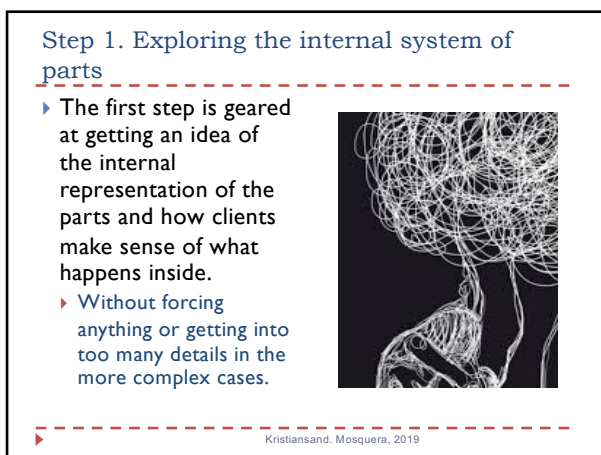 Step 1. Exploring the internal system of
parts
The first step is geared
at getting an idea of
the internal
representation of the
parts and how clients
make sense of what
happens inside.
Without forcing
anything or getting into
too many details in the
more complex cases.
Kristiansand. Mosquera, 2019